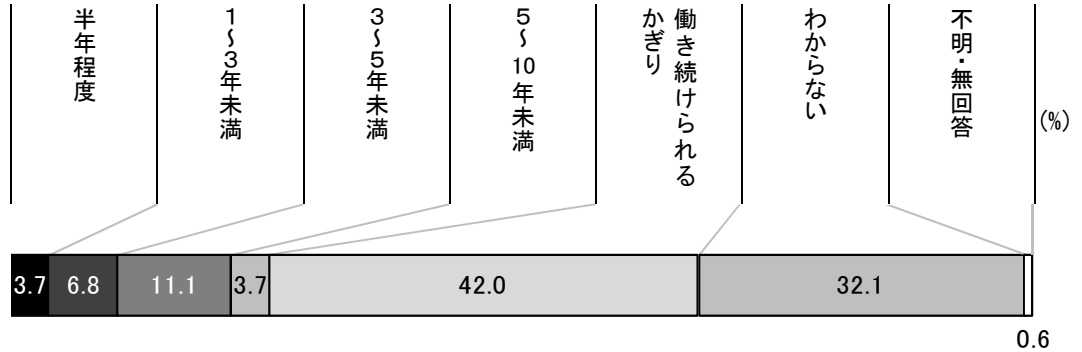 半年程度
1～3年未満
3～5年未満
5～10年未満
働き続けられる
かぎり
わからない
不明・無回答
(%)
3.7
6.8
11.1
3.7
42.0
32.1
0.6